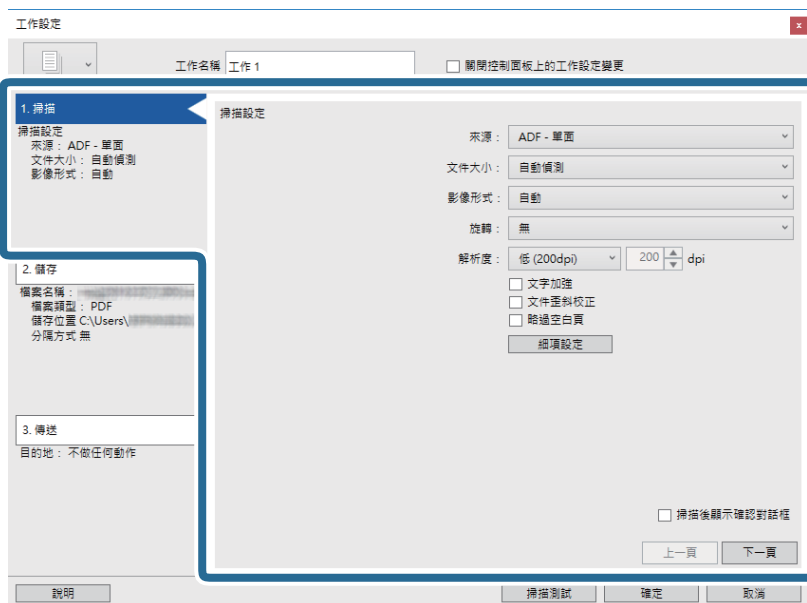 工作設定
x
工作名稱 工作 1
關閉控制面板上的工作設定變更
1. 掃描
掃描設定
來源： ADF - 單面
文件大小： 自動偵測
影像形式： 自動
掃描設定
來源： ADF - 單面
文件大小： 自動偵測
影像形式： 自動
旋轉： 無
解析度： 低 (200dpi) 200 dpi
文字加強
文件歪斜校正
略過空白頁
細項設定
2. 儲存
檔案名稱：
檔案類型： PDF
儲存位置 C:\Users\
分隔方式 無
3. 傳送
目的地： 不做任何動作
掃描後顯示確認對話框
上一頁 下一頁
說明 掃描測試 確定 取消